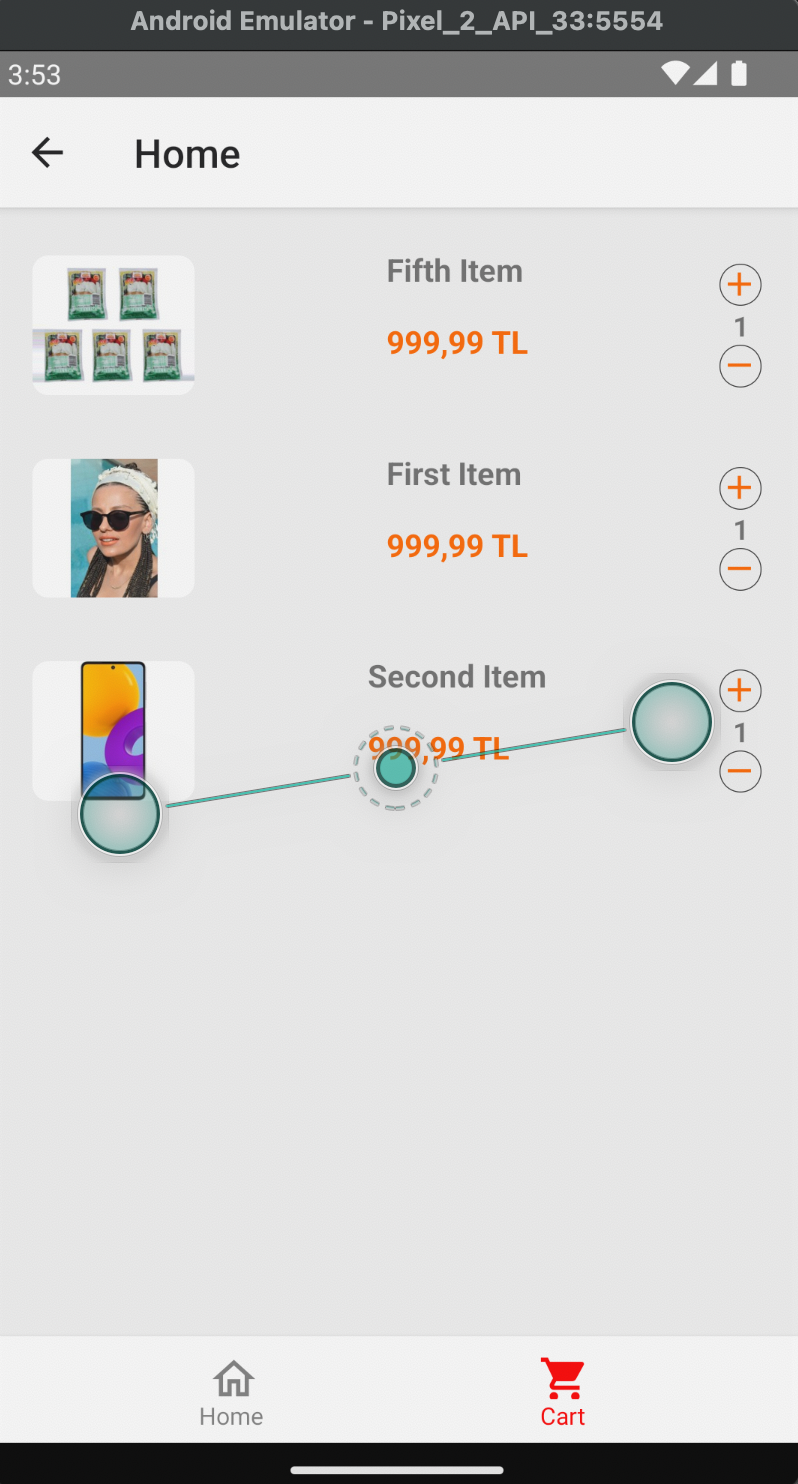 Android Emulator - Pixel_2_API_33:5554
3:53
Home
Fifth Item
999,99 TL
1
First Item
999,99 TL
1
Second Item
999,99 TL
1
Home
Cart